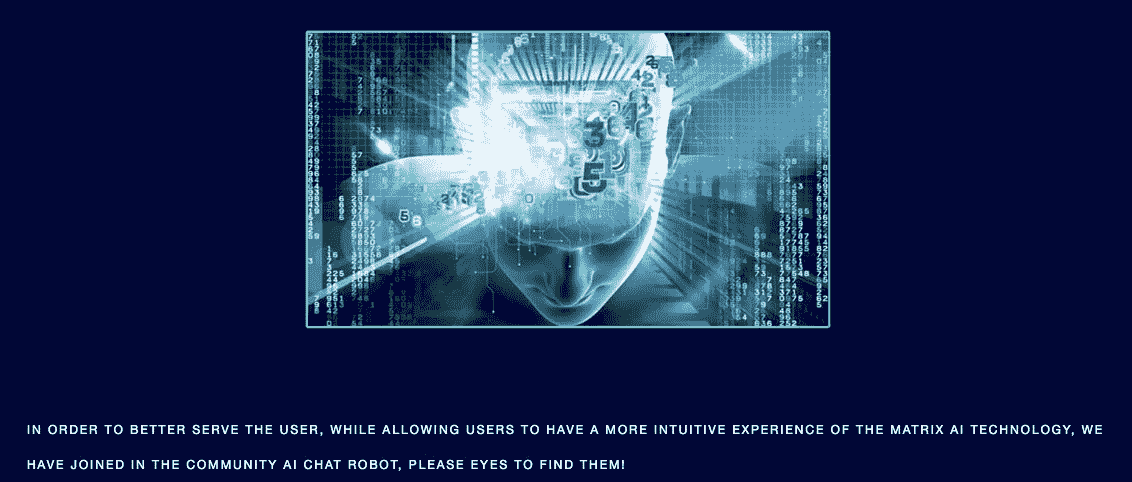 IN ORDER TO BETTER SERVE THE USER, WHILE ALLOWING USERS TO HAVE A MORE INTUITIVE EXPERIENCE OF THE MATRIX AI TECHNOLOGY, WE
HAVE JOINED IN THE COMMUNITY AI CHAT ROBOT, PLEASE EYES TO FIND THEM!